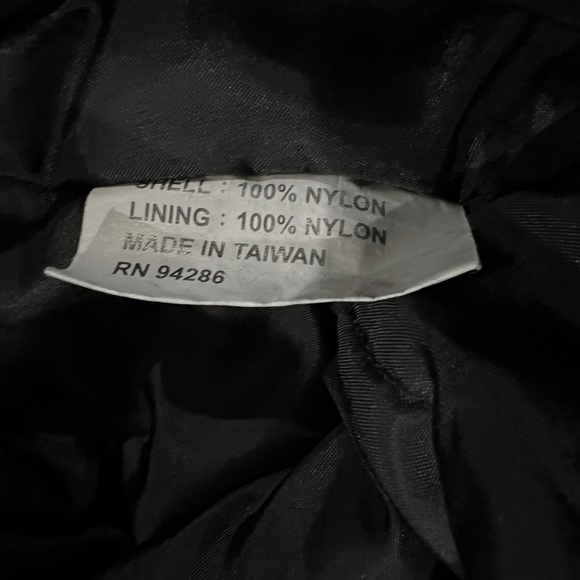 SHELL : 100% NYLON
LINING : 100% NYLON
MADE IN TAIWAN
RN 94286